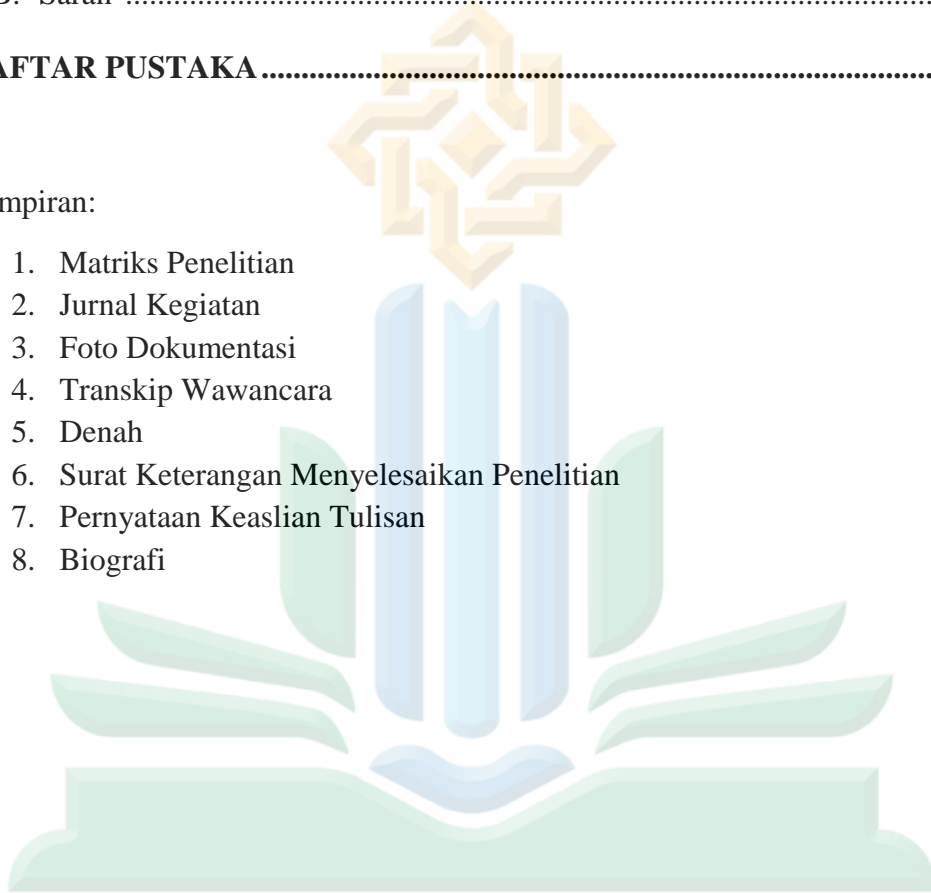 B. Saran ....................................................................................................
AFTAR PUSTAKA ....................................................................................
mpiran:
1. Matriks Penelitian
2. Jurnal Kegiatan
3. Foto Dokumentasi
4. Transkip Wawancara
5. Denah
6. Surat Keterangan Menyelesaikan Penelitian
7. Pernyataan Keaslian Tulisan
8. Biografi